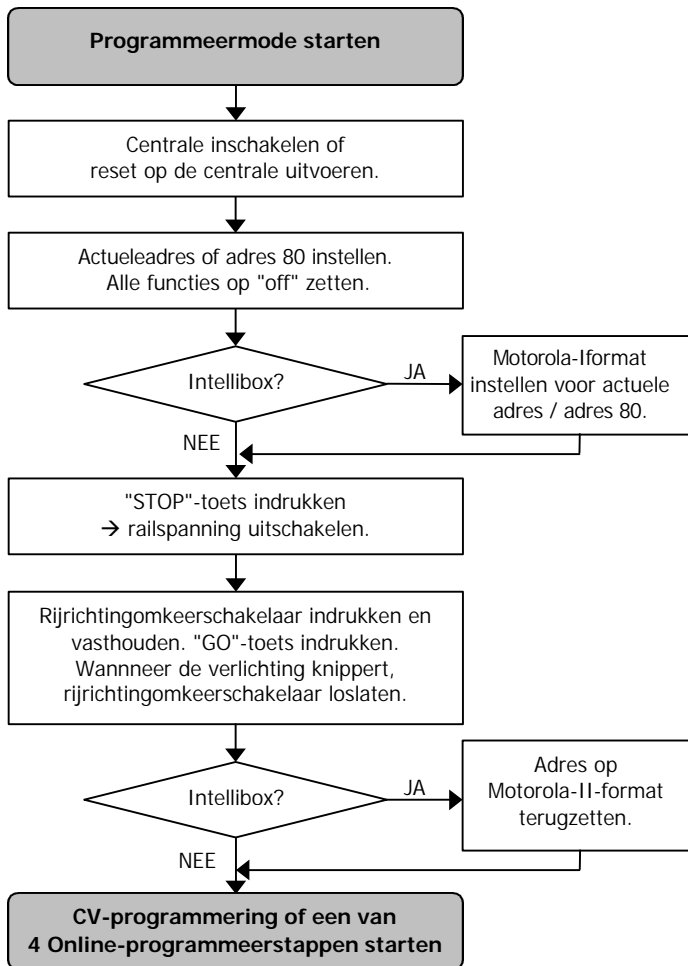 Programmeermode starten
Centrale inschakelen of
reset op de centrale uitvoeren.
Actueleadres of adres 80 instellen.
Alle functies op "off" zetten.
Intellibox?
JA
Motorola-Iformat
instellen voor actuele
adres / adres 80.
NEE
"STOP"-toets indrukken
→ railspanning uitschakelen.
Rijrichtingomkeerschakelaar indrukken en
vasthouden. "GO"-toets indrukken.
Wannneer de verlichting knippert,
rijrichtingomkeerschakelaar loslaten.
Intellibox?
JA
Adres op
Motorola-II-format
terugzetten.
NEE
CV-programmering of een van
4 Online-programmeerstappen starten